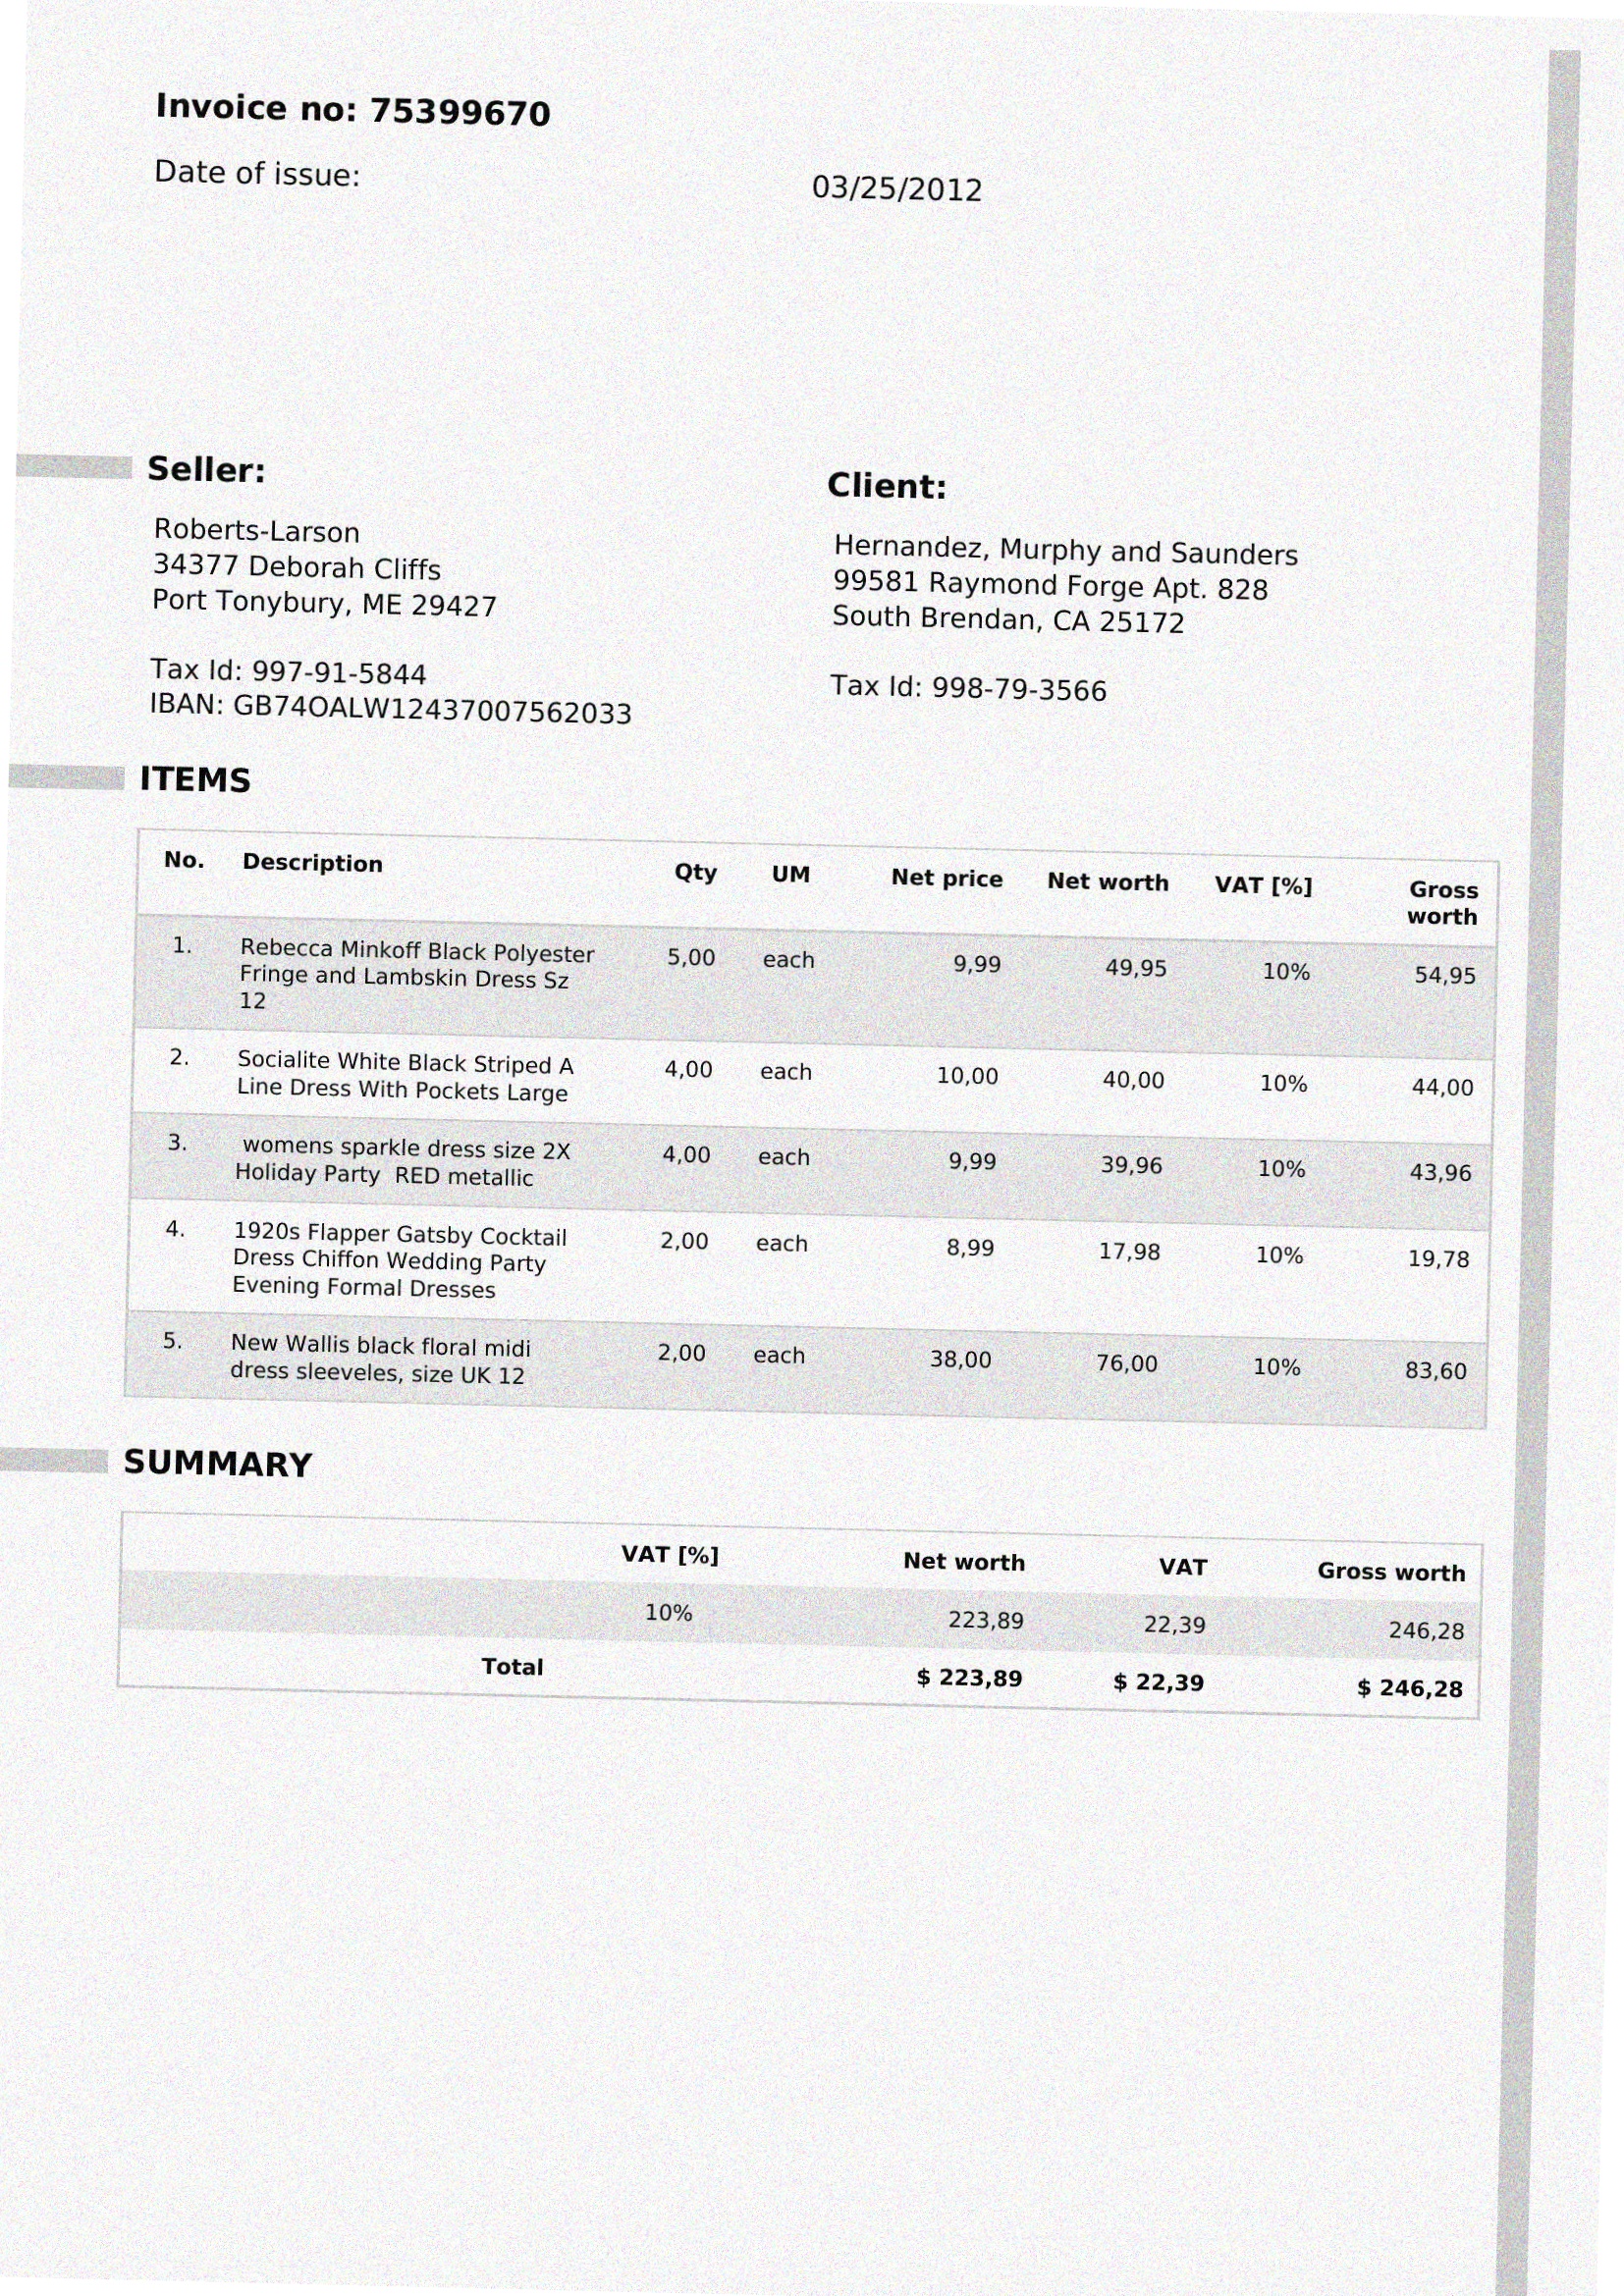 Invoice no: 75399670
Date of issue:
03/25/2012
Seller:
Roberts-Larson
34377 Deborah Cliffs
Port Tonybury, ME 29427
Tax Id: 997-91-5844
IBAN: GB74OALW12437007562033
Client:
Hernandez, Murphy and Saunders
99581 Raymond Forge Apt. 828
South Brendan, CA 25172
Tax Id: 998-79-3566
ITEMS
No. Description Qty UM Net price Net worth VAT [%] Gross worth
1. Rebecca Minkoff Black Polyester 5,00 each 9,99 49,95 10% 54,95
Fringe and Lambskin Dress Sz
12
2. Socialite White Black Striped A 4,00 each 10,00 40,00 10% 44,00
Line Dress With Pockets Large
3. womens sparkle dress size 2X 4,00 each 9,99 39,96 10% 43,96
Holiday Party RED metallic
4. 1920s Flapper Gatsby Cocktail 2,00 each 8,99 17,98 10% 19,78
Dress Chiffon Wedding Party
Evening Formal Dresses
5. New Wallis black floral midi 2,00 each 38,00 76,00 10% 83,60
dress sleeveles, size UK 12
SUMMARY
VAT [%] Net worth VAT Gross worth
10% 223,89 22,39 246,28
Total $ 223,89 $ 22,39 $ 246,28